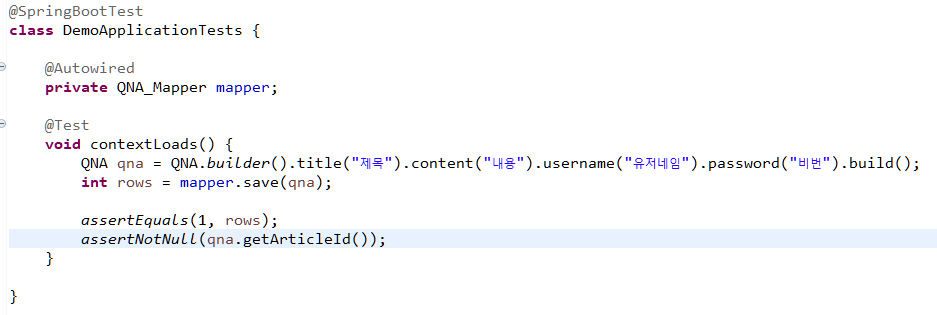 @SpringBootTest
class DemoApplicationTests {
@Autowired
private QNA_Mapper mapper;
@Test
void contextLoads() {
QNA qna = QNA.builder().title("제목").content("내용").username("유저네임").password("비번").build();
int rows = mapper.save(qna);
assertEquals(1, rows);
assertNotNull(qna.getArticleId());
}
}